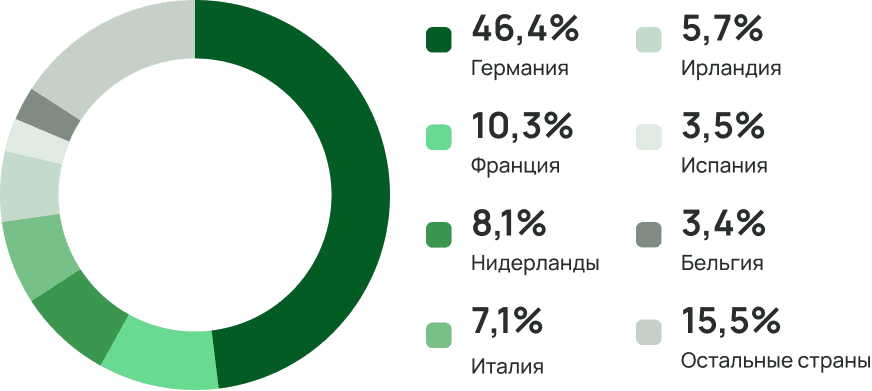 46,4%
Германия
10,3%
Франция
8,1%
Нидерланды
7,1%
Италия
5,7%
Ирландия
3,5%
Испания
3,4%
Бельгия
15,5%
Остальные страны